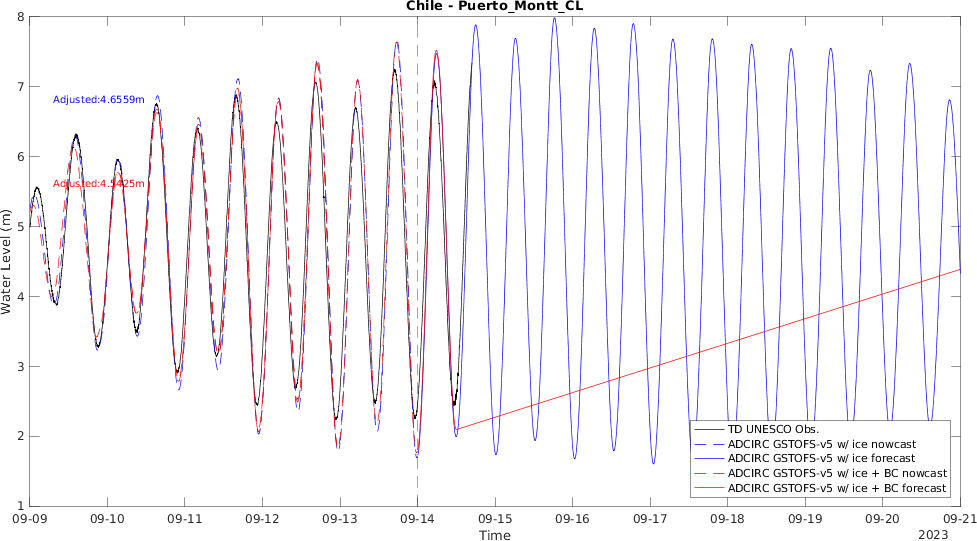 Chile - Puerto_Montt_CL
8
7
6
5
4
3
2
1
Water Level (m)
Adjusted:4.6559m
Adjusted:4.5425m
TD UNESCO Obs.
ADCIRC GSTOFS-v5 w/ ice nowcast
ADCIRC GSTOFS-v5 w/ ice forecast
ADCIRC GSTOFS-v5 w/ ice + BC nowcast
ADCIRC GSTOFS-v5 w/ ice + BC forecast
09-09 09-10 09-11 09-12 09-13 09-14 09-15 09-16 09-17 09-18 09-19 09-20 09-21
Time
2023